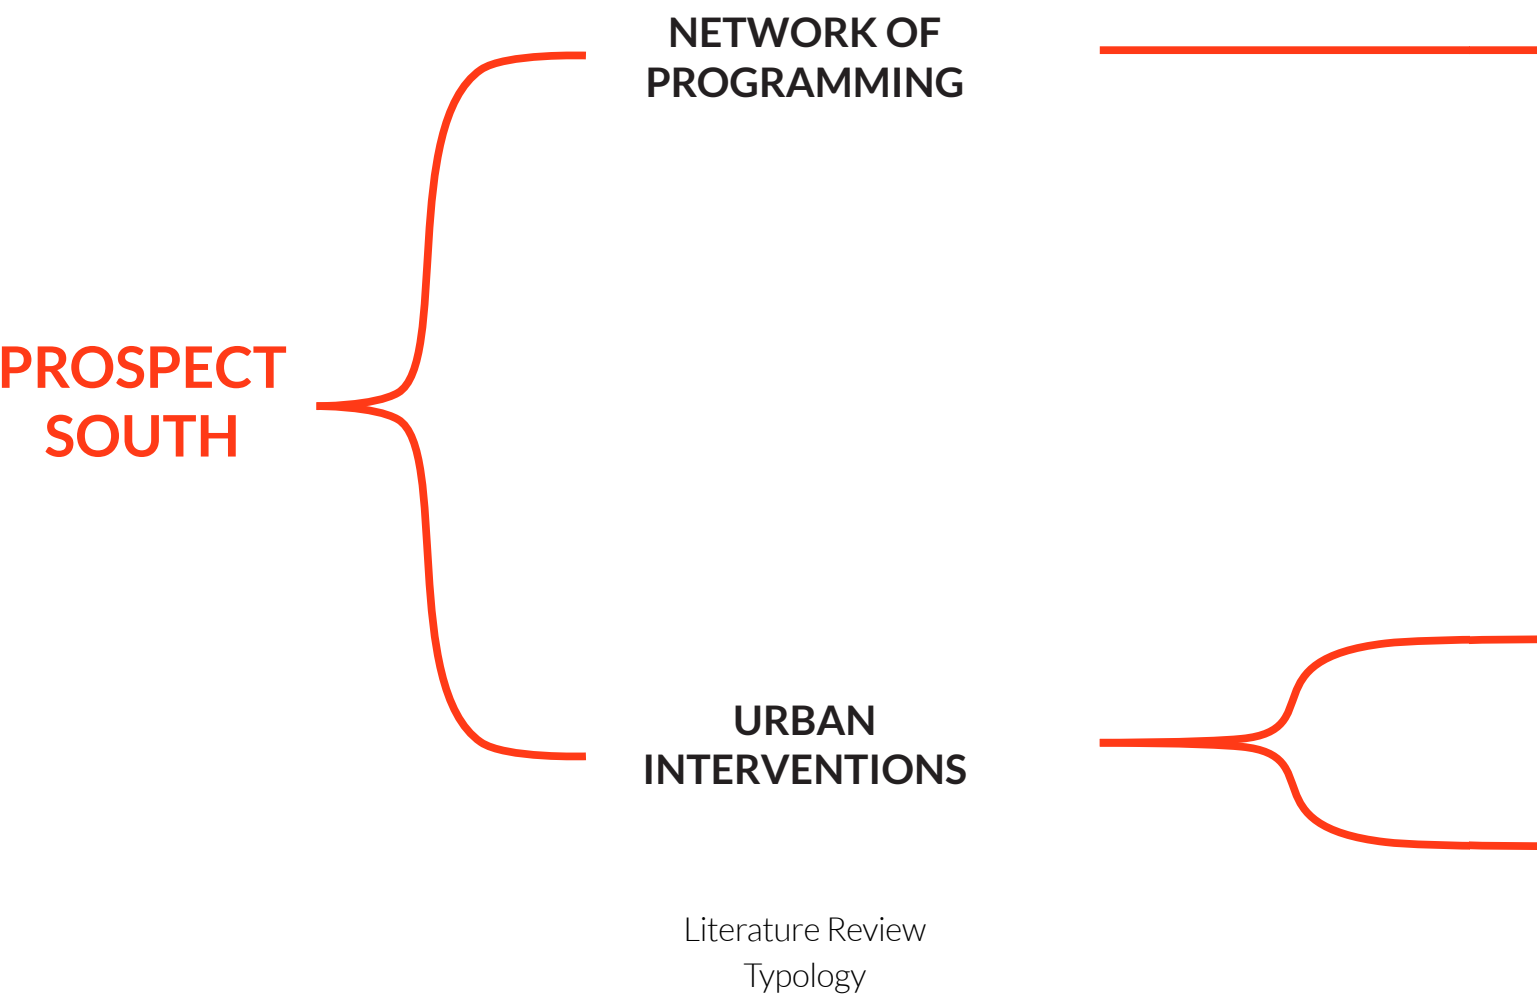 NETWORK OF
PROGRAMMING
PROSPECT
SOUTH
URBAN
INTERVENTIONS
Literature Review
Typology